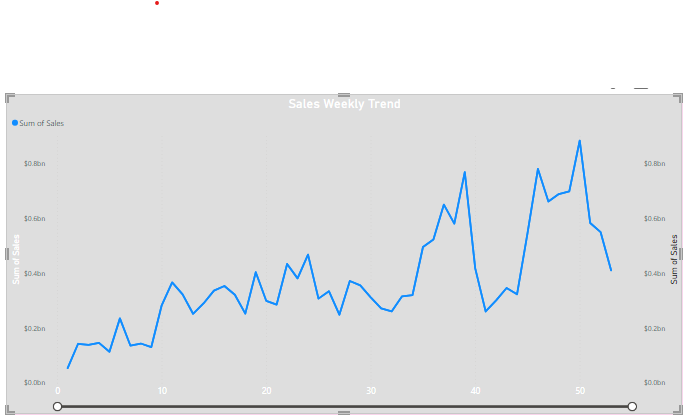 Sales Weekly Trend
Sum of Sales
$0.8bn
$0.6bn
$0.4bn
$0.2bn
$0.0bn
Sum of Sales
$0.8bn
$0.6bn
$0.4bn
$0.2bn
$0.0bn
Sum of Sales
0 10 20 30 40 50